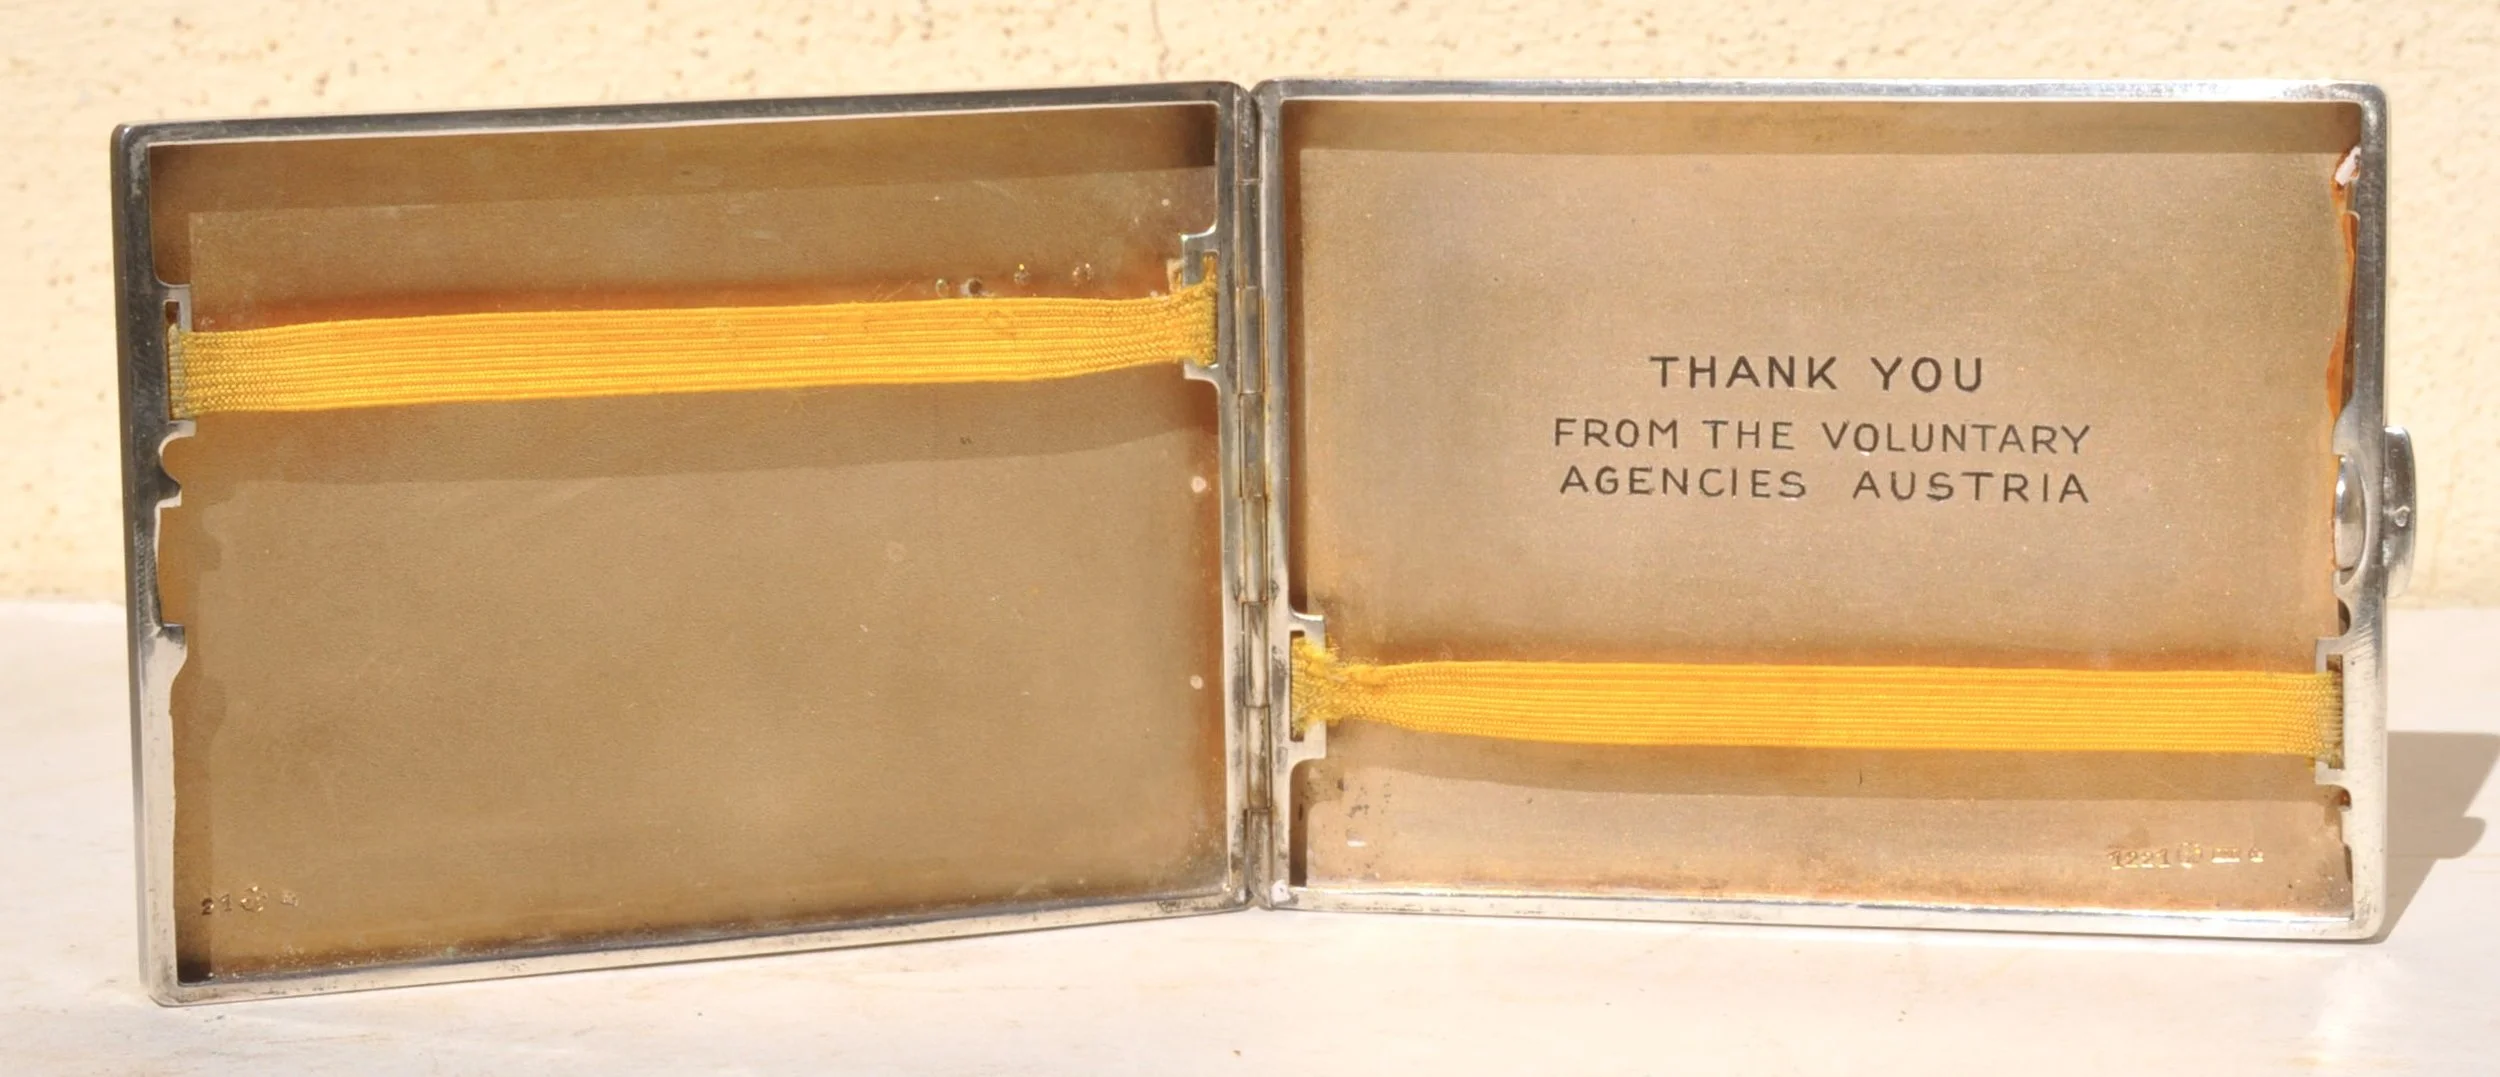 THANK YOU
FROM THE VOLUNTARY
AGENCIES AUSTRIA